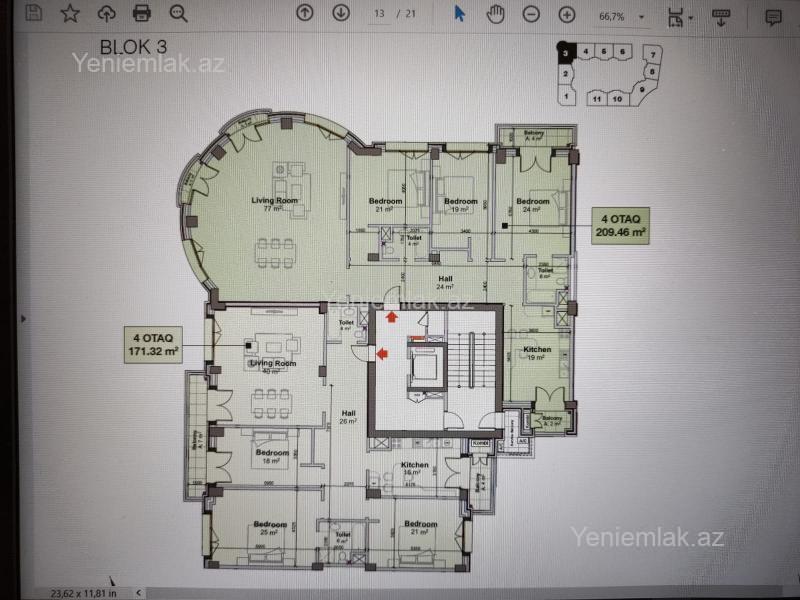 13 / 21
66,7%
BLOK 3
Yeniemlak.az
3 4 5 6 7
2 8
1 11 10 9
Balcony
A: 4 m²
Living Room
77 m²
Bedroom
21 m²
Bedroom
19 m²
Bedroom
24 m²
4 OTAQ
209.46 m²
Toilet
4 m²
Toilet
6 m²
Hall
24 m²
Yeniemlak.az
4 OTAQ
171.32 m²
Toilet
4 m²
Living Room
40 m²
Kitchen
19 m²
Hall
26 m²
Balcony
A: 2 m²
Balcony
Bedroom
18 m²
Kitchen
16 m²
Kombi
A/C
Balcony
Bedroom
25 m²
Toilet
6 m²
Bedroom
21 m²
Yeniemlak.az
23,62 x 11,81 in